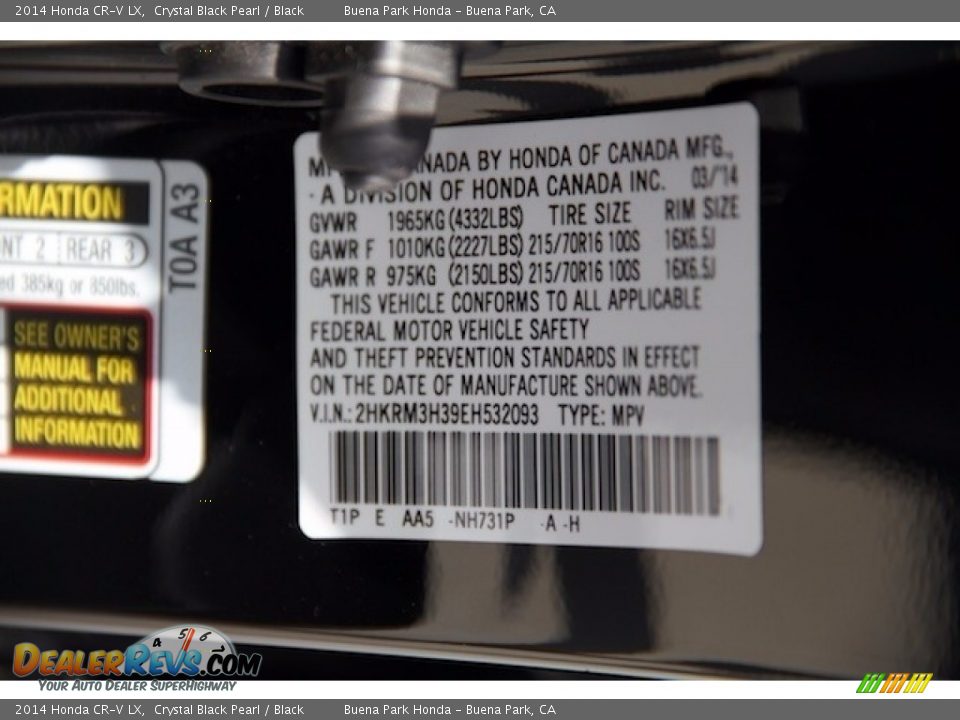 2014 Honda CR-V LX, Crystal Black Pearl / Black Buena Park Honda - Buena Park, CA
CANADA BY HONDA OF CANADA MFG.,
- A DIVISION OF HONDA CANADA INC. 03/14
GVWR 1965KG (4332LBS) TIRE SIZE RIM SIZE
GAWR F 1010KG (2227LBS) 215/70R16 100S 16X6.5J
GAWR R 975KG (2150LBS) 215/70R16 100S 16X6.5J
THIS VEHICLE CONFORMS TO ALL APPLICABLE
FEDERAL MOTOR VEHICLE SAFETY
AND THEFT PREVENTION STANDARDS IN EFFECT
ON THE DATE OF MANUFACTURE SHOWN ABOVE.
V.I.N.: 2HKRM3H39EH532093 TYPE: MPV
T1P E AA5 -NH731P -A -H
RMATION
NT 2 REAR 3
ed 385kg or 850lbs.
SEE OWNER'S
MANUAL FOR
ADDITIONAL
INFORMATION
T0A A3
4 5 6
DEALERREVS.COM
YOUR AUTO DEALER SUPERHIGHWAY
2014 Honda CR-V LX, Crystal Black Pearl / Black Buena Park Honda - Buena Park, CA